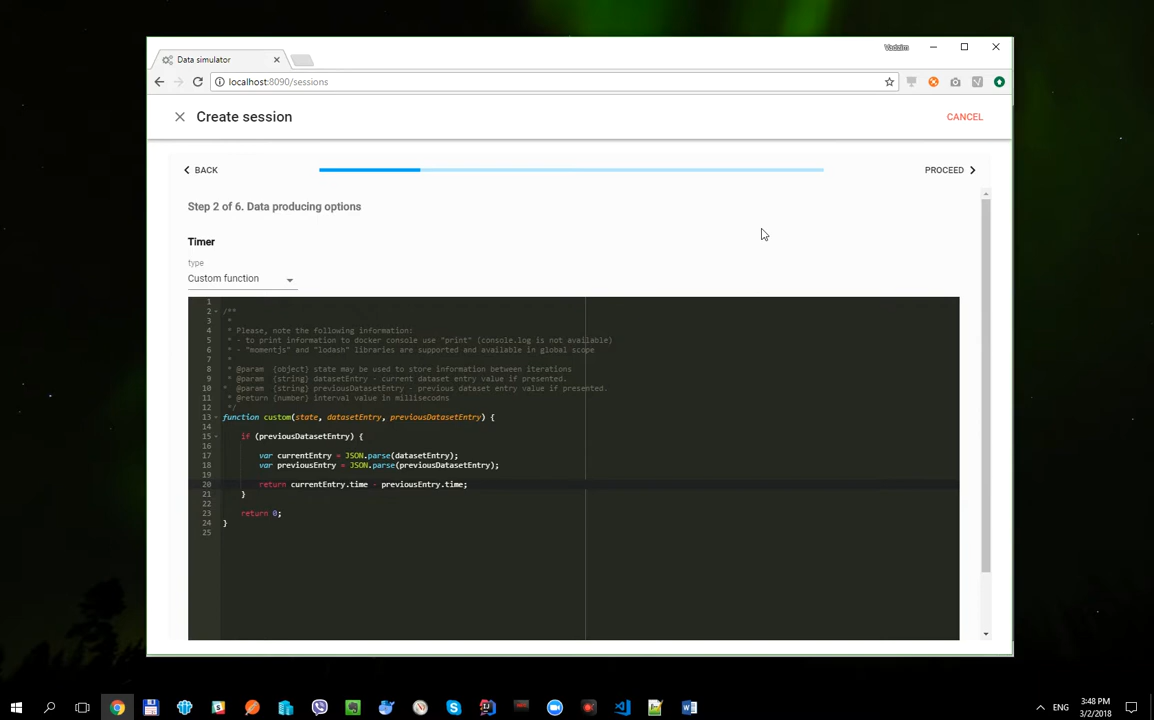 Vadzim
Data simulator
localhost:8090/sessions
Create session
CANCEL
BACK
PROCEED
Step 2 of 6. Data producing options
Timer
type
Custom function
1
2 /**
3 *
4 * Please, note the following information:
5 * - to print information to docker console use "print" (console.log is not available)
6 * - "momentjs" and "lodash" libraries are supported and available in global scope
7 *
8 * @param {object} state may be used to store information between iterations
9 * @param {string} datasetEntry - current dataset entry value if presented.
10 * @param {string} previousDatasetEntry - previous dataset entry value if presented.
11 * @return {number} interval value in millisecodns
12 */
13 function custom(state, datasetEntry, previousDatasetEntry) {
14
15 if (previousDatasetEntry) {
16
17 var currentEntry = JSON.parse(datasetEntry);
18 var previousEntry = JSON.parse(previousDatasetEntry);
19
20 return currentEntry.time - previousEntry.time;
21 }
22
23 return 0;
24 }
25
ENG
3:48 PM
3/2/2018